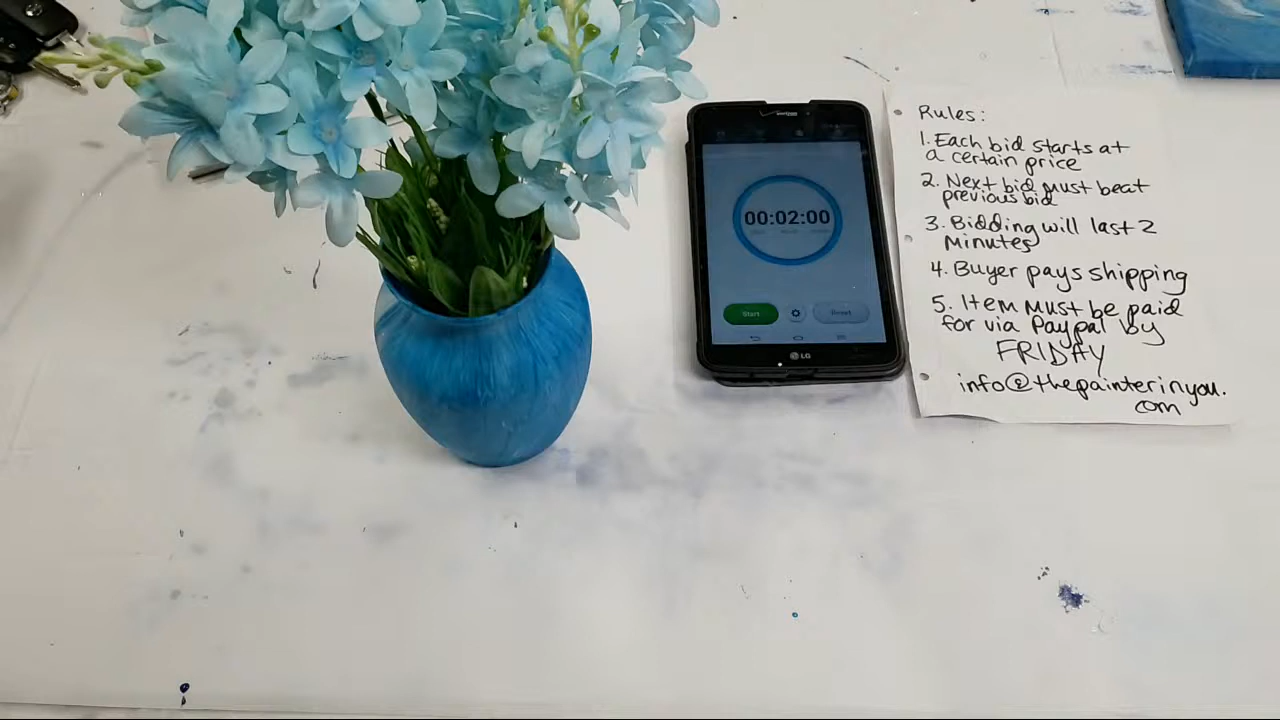 verizon
00:02:00
Start
Reset
LG
Rules:
1. Each bid starts at
a certain price
2. Next bid must beat
previous bid
3. Bidding will last 2
Minutes
4. Buyer pays shipping
5. Item must be paid
for via Paypal by
FRIDAY
info@thepainterinyou.
com